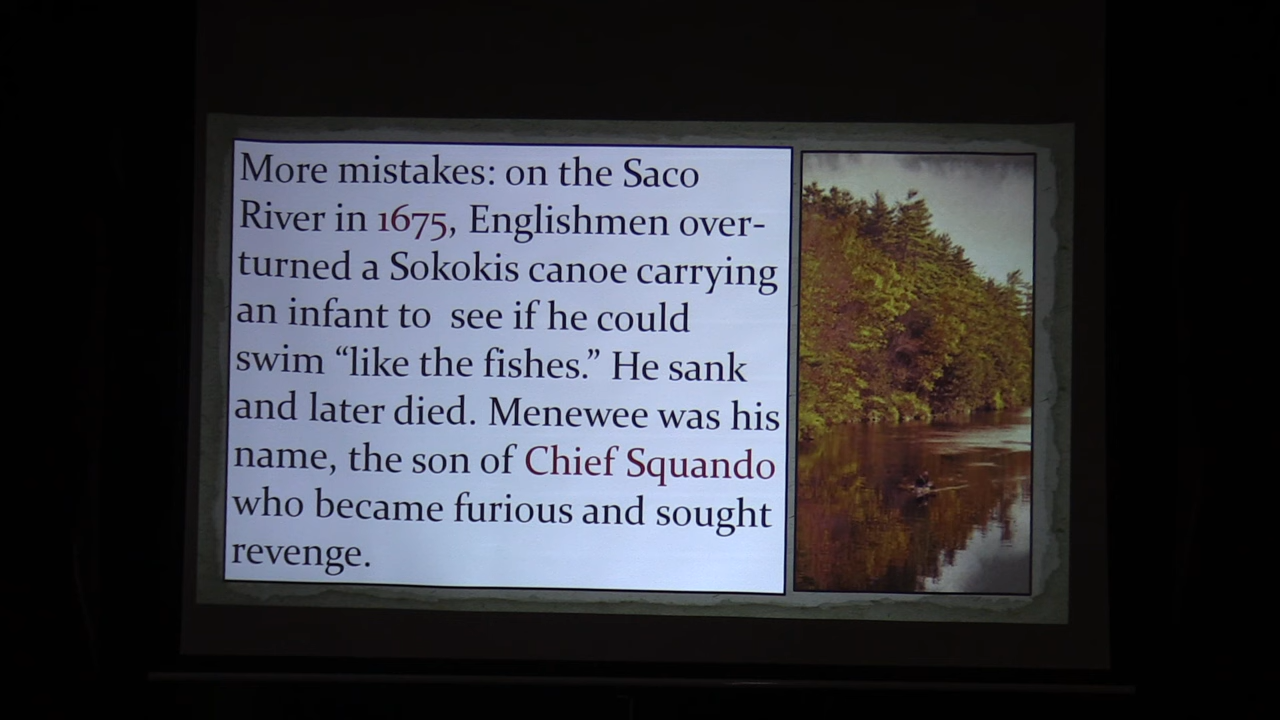 More mistakes: on the Saco
River in 1675, Englishmen over-
turned a Sokokis canoe carrying
an infant to  see if he could
swim “like the fishes.” He sank
and later died. Menewee was his
name, the son of Chief Squando
who became furious and sought
revenge.